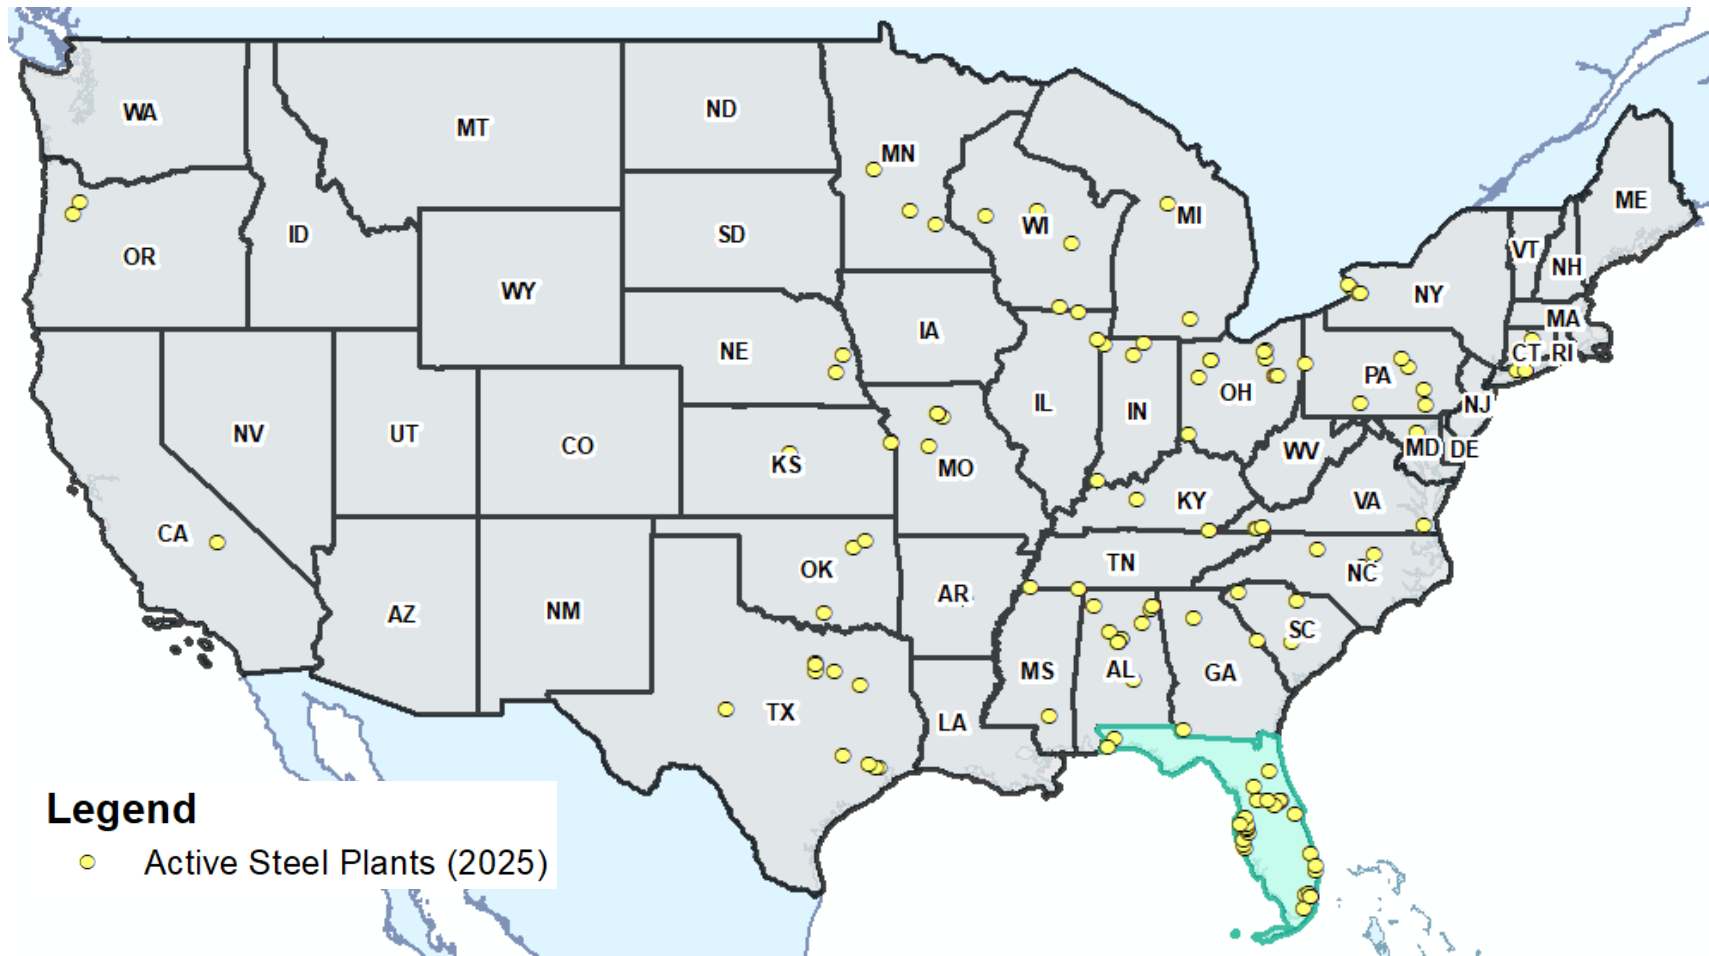 WA
MT
ND
MN
ME
OR
ID
SD
WI
MI
VT
NH
WY
NY
MA
IA
NE
CT
RI
PA
OH
NJ
IL
IN
NV
UT
CO
KS
MO
WV
MD
DE
KY
VA
CA
TN
OK
NC
AR
AZ
NM
SC
MS
AL
GA
TX
LA
Legend
Active Steel Plants (2025)